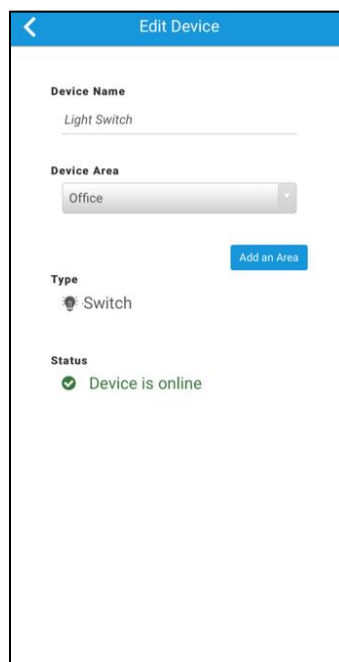 Edit Device
Device Name
Light Switch
Device Area
Office
Add an Area
Type
Switch
Status
Device is online